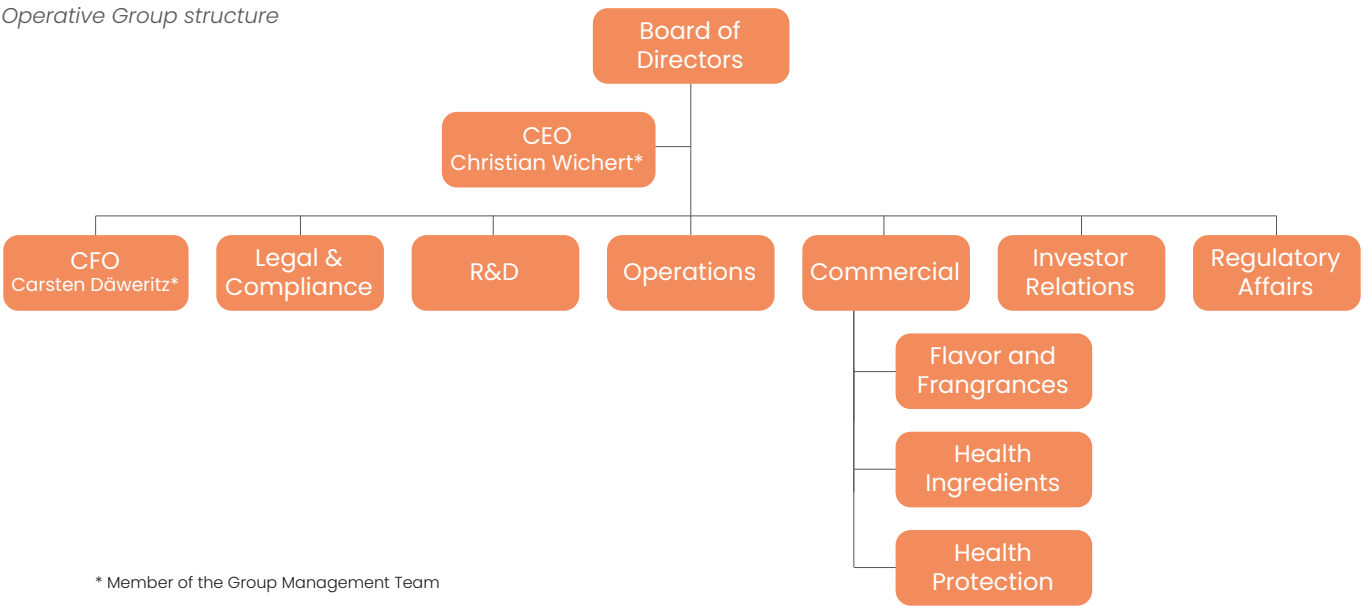 Operative Group structure
Board of
Directors
CEO
Christian Wichert*
CFO
Carsten Däweritz*
Legal &
Compliance
R&D
Operations
Commercial
Investor
Relations
Regulatory
Affairs
Flavor and
Frangrances
Health
Ingredients
Health
Protection
* Member of the Group Management Team